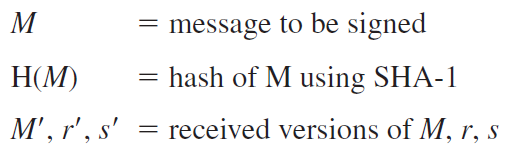 M = message to be signed
H(M) = hash of M using SHA-1
M′, r′, s′ = received versions of M, r, s